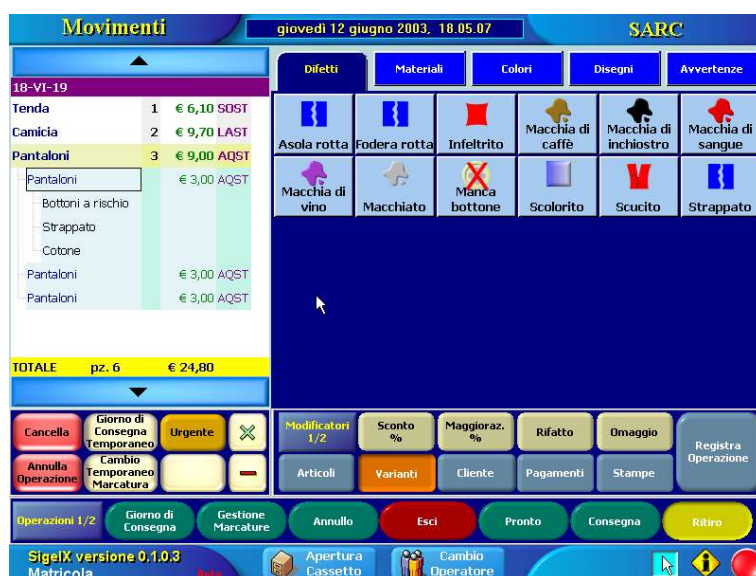 Movimenti
giovedì 12 giugno 2003, 18.05.07
SARC
18-VI-19
Tenda 1 € 6,10 SOST
Camicia 2 € 9,70 LAST
Pantaloni 3 € 9,00 AQST
Pantaloni € 3,00 AQST
Bottoni a rischio
Strappato
Cotone
Pantaloni € 3,00 AQST
Pantaloni € 3,00 AQST
TOTALE pz. 6 € 24,80
Difetti Materiali Colori Disegni Avvertenze
Asola rotta
Fodera rotta
Infeltrito
Macchia di
caffè
Macchia di
inchiostro
Macchia di
sangue
Macchia di
vino
Macchiato
Manca
bottone
Scolorito
Scucito
Strappato
Cancella
Giorno di
Consegna
Temporaneo
Urgente
Annulla
Operazione
Cambio
Temporaneo
Marcatura
Modificatori
1/2
Sconto
%
Maggioraz.
%
Rifatto
Omaggio
Registra
Operazione
Articoli
Varianti
Cliente
Pagamenti
Stampe
Operazioni 1/2
Giorno di
Consegna
Gestione
Marcature
Annullo
Esci
Pronto
Consegna
Ritiro
SigelX versione 0.1.0.3
Matricola
Apertura
Cassetto
Cambio
Operatore